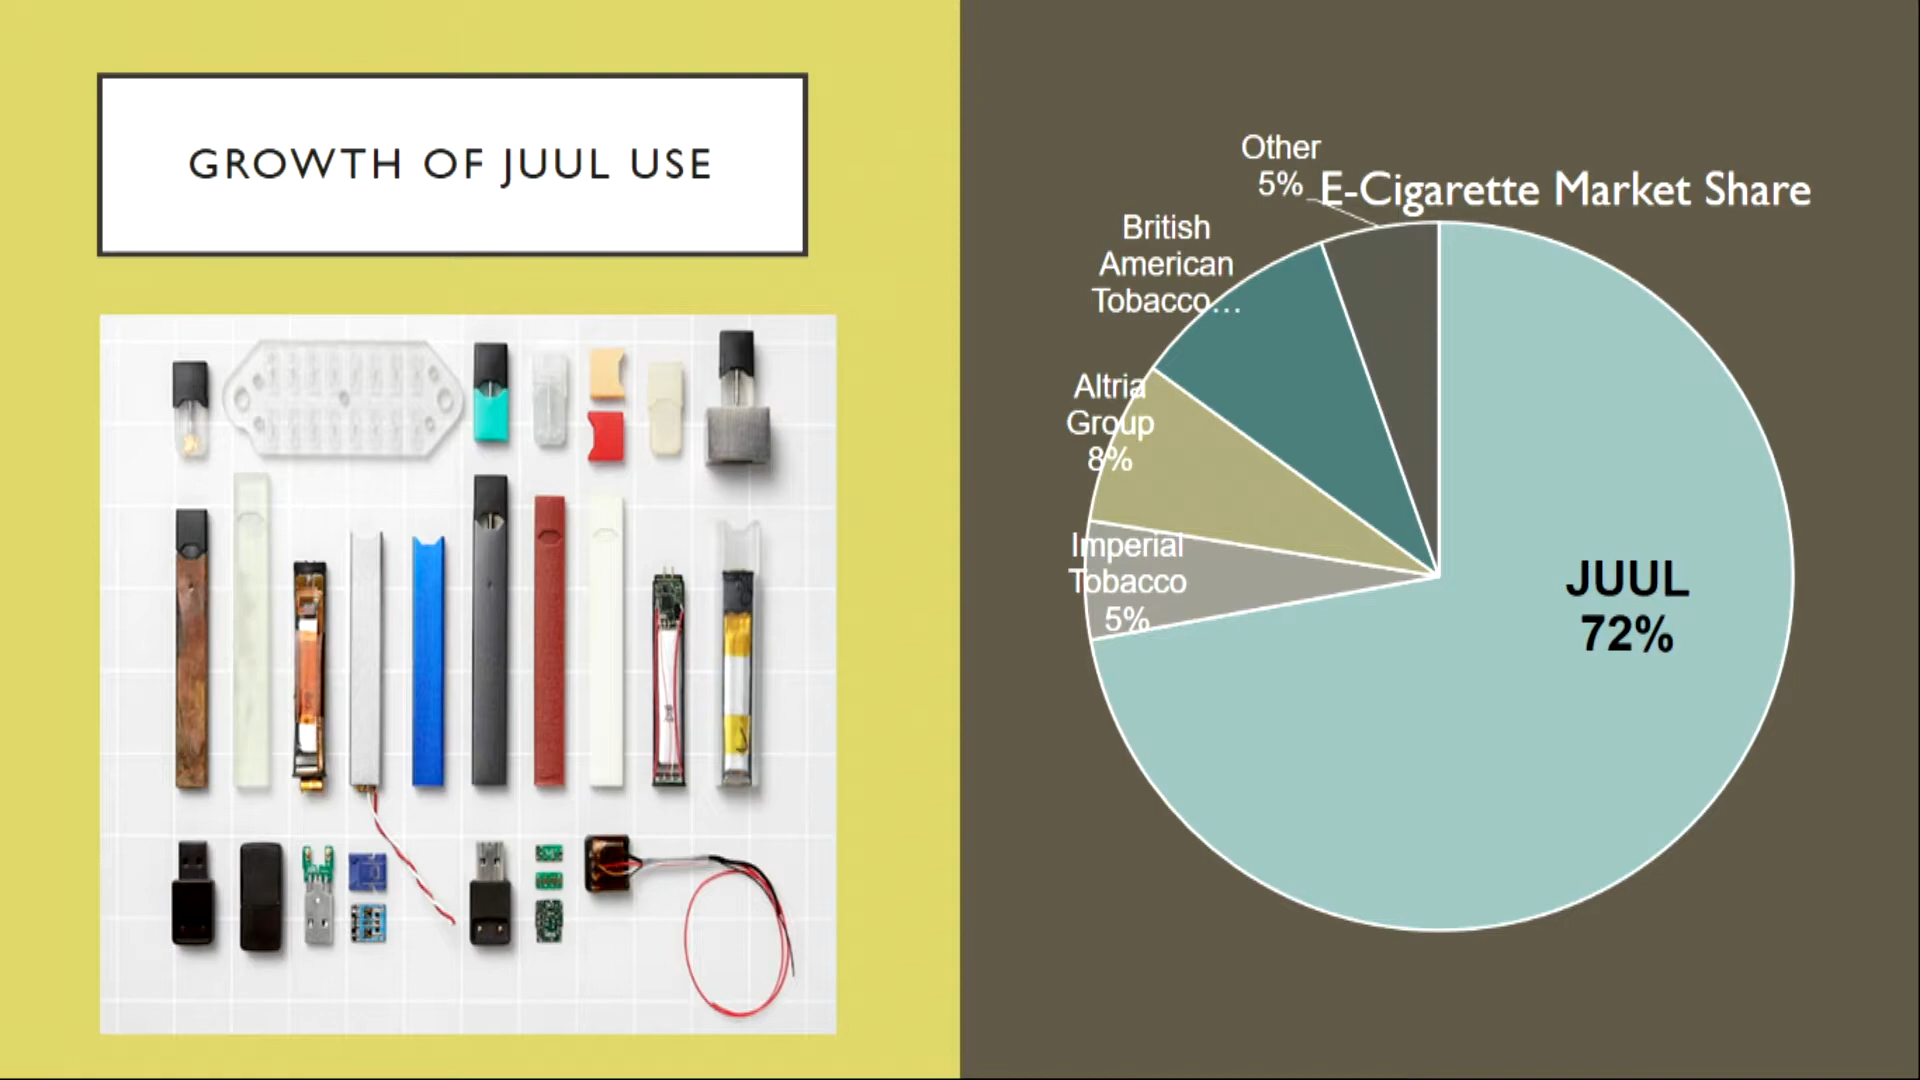 GROWTH OF JUUL USE
E-Cigarette Market Share
Other
5%
British
American
Tobacco…
Altria
Group
8%
Imperial
Tobacco
5%
JUUL
72%